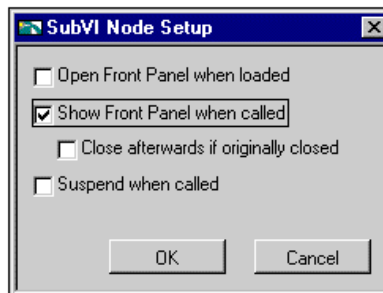 SubVI Node Setup
Open Front Panel when loaded
Show Front Panel when called
Close afterwards if originally closed
Suspend when called
OK Cancel